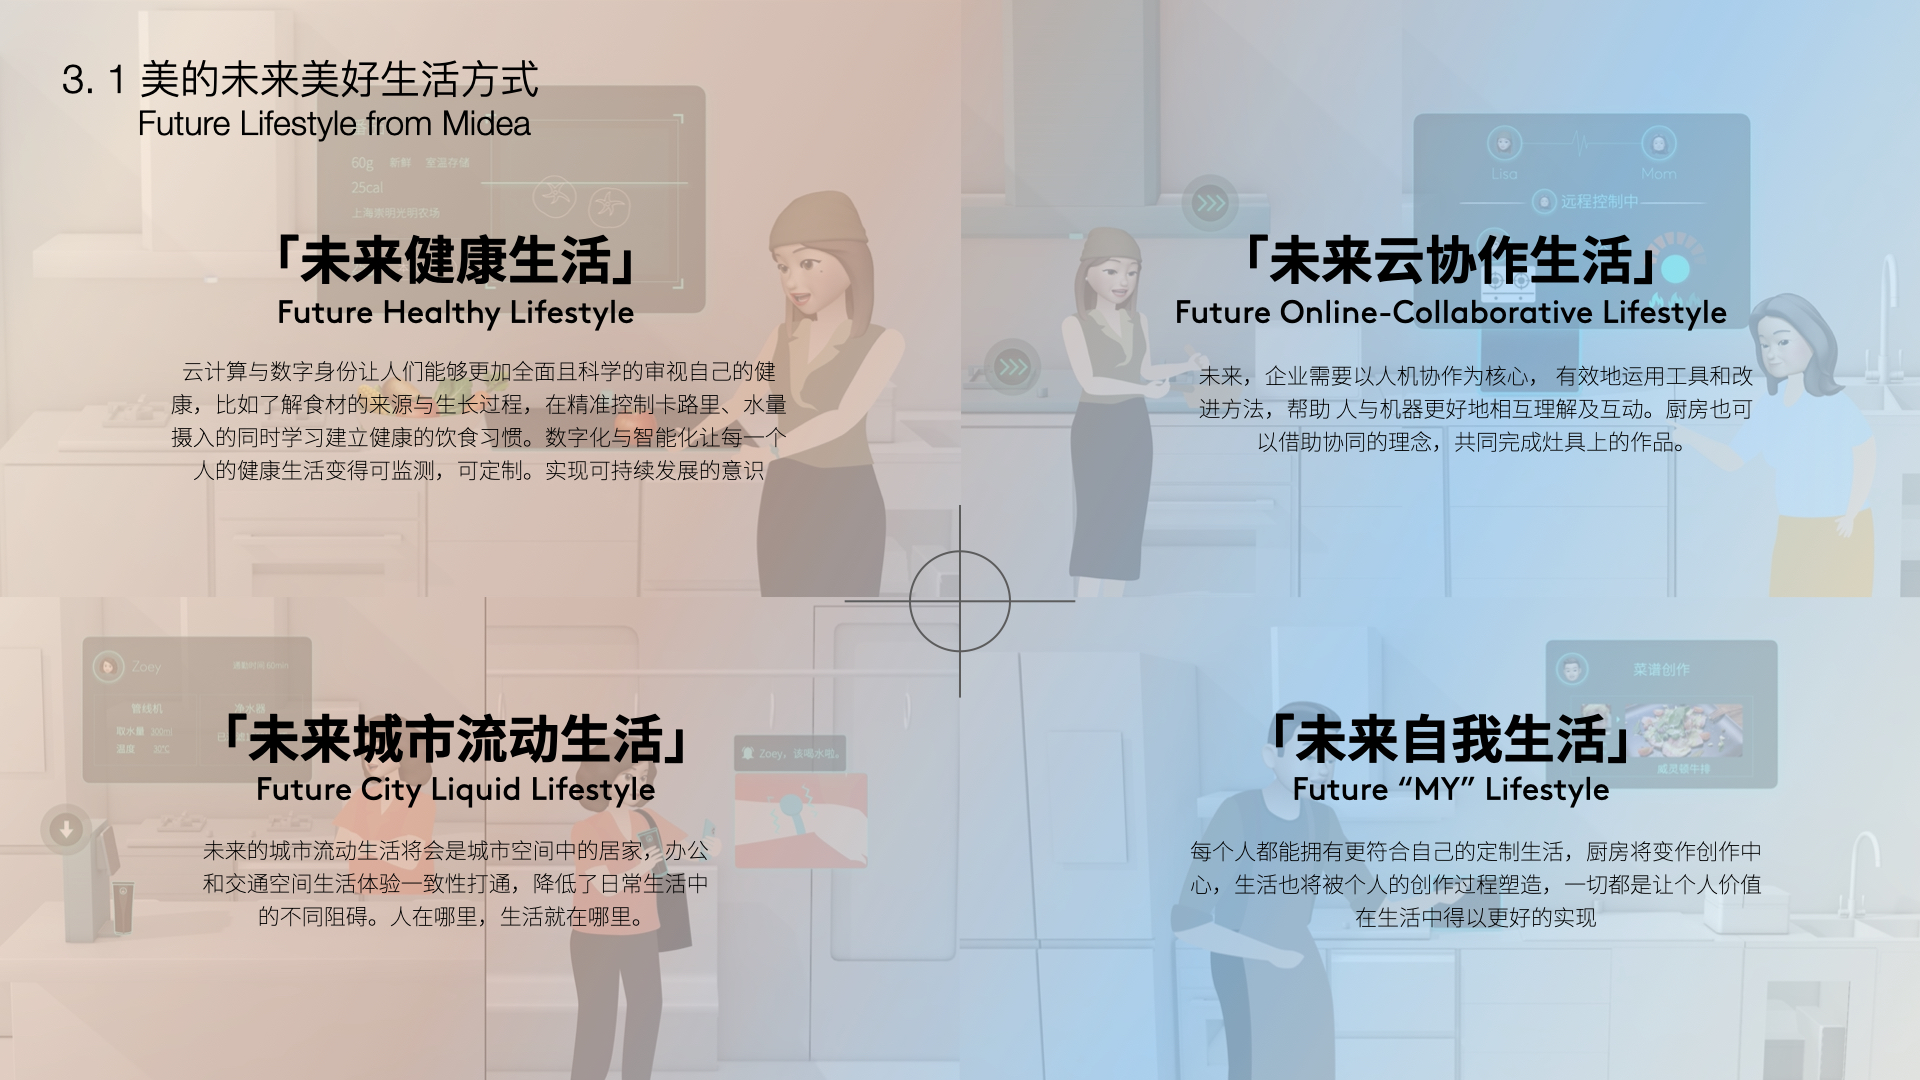 3. 1 美的未来美好生活方式
Future Lifestyle from Midea
60g 新鲜 室温存储
25cal
上海崇明光明农场
「未来健康生活」
Future Healthy Lifestyle
云计算与数字身份让人们能够更加全面且科学的审视自己的健
康，比如了解食材的来源与生长过程，在精准控制卡路里、水量
摄入的同时学习建立健康的饮食习惯。数字化与智能化让每一个
人的健康生活变得可监测，可定制。实现可持续发展的意识
Lisa
Mom
远程控制中
「未来云协作生活」
Future Online-Collaborative Lifestyle
未来，企业需要以人机协作为核心， 有效地运用工具和改
进方法，帮助 人与机器更好地相互理解及互动。厨房也可
以借助协同的理念，共同完成灶具上的作品。
Zoey
通勤时间 60min
管线机
净水器
取水量 300ml
温度 30℃
「未来城市流动生活」
Future City Liquid Lifestyle
Zoey，该喝水啦。
未来的城市流动生活将会是城市空间中的居家，办公
和交通空间生活体验一致性打通，降低了日常生活中
的不同阻碍。人在哪里，生活就在哪里。
菜谱创作
「未来自我生活」
威灵顿牛排
Future “MY” Lifestyle
每个人都能拥有更符合自己的定制生活，厨房将变作创作中
心，生活也将被个人的创作过程塑造，一切都是让个人价值
在生活中得以更好的实现